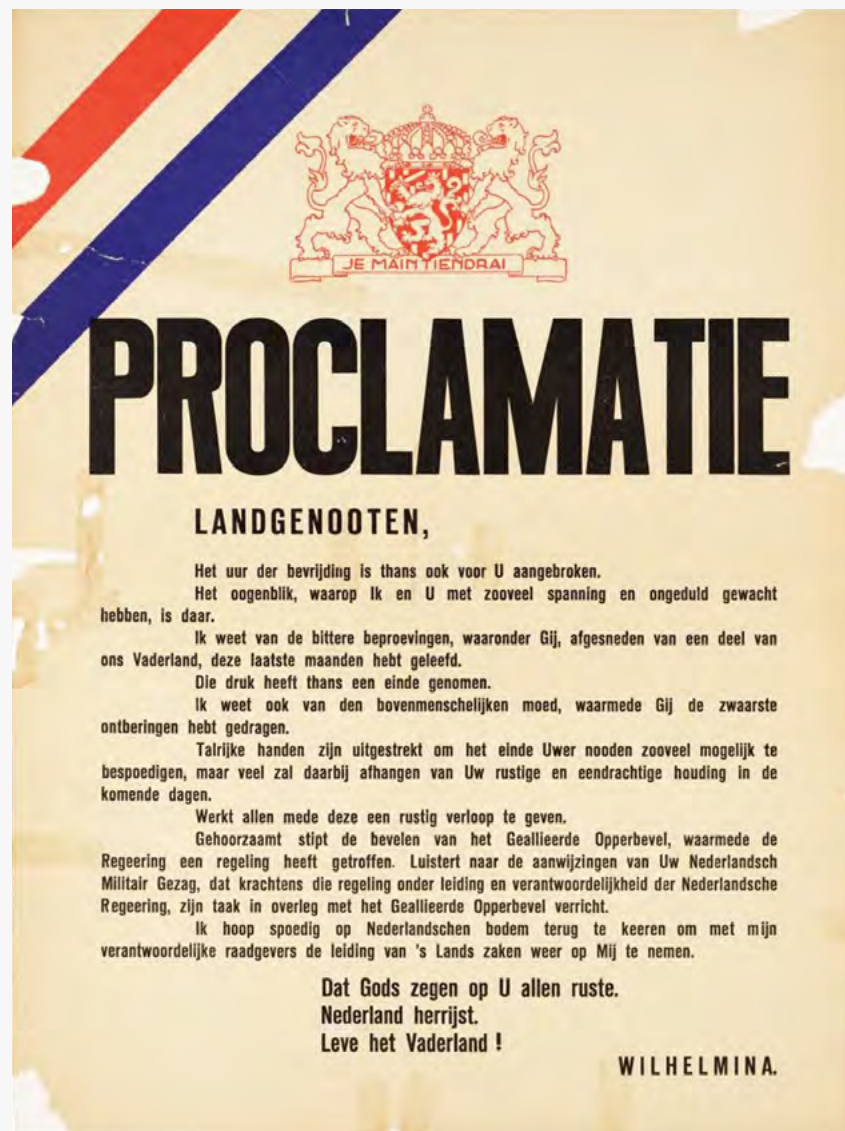 JE MAINTIENDRAI
PROCLAMATIE
LANDGENOOTEN,
Het uur der bevrijding is thans ook voor U aangebroken.
Het oogenblik, waarop Ik en U met zooveel spanning en ongeduld gewacht
hebben, is daar.
Ik weet van de bittere beproevingen, waaronder Gij, afgesneden van een deel van
ons Vaderland, deze laatste maanden hebt geleefd.
Die druk heeft thans een einde genomen.
Ik weet ook van den bovenmenschelijken moed, waarmede Gij de zwaarste
ontberingen hebt gedragen.
Talrijke handen zijn uitgestrekt om het einde Uwer nooden zooveel mogelijk te
bespoedigen, maar veel zal daarbij afhangen van Uw rustige en eendrachtige houding in de
komende dagen.
Werkt allen mede deze een rustig verloop te geven.
Gehoorzaamt stipt de bevelen van het Geallieerde Opperbevel, waarmede de
Regeering een regeling heeft getroffen. Luistert naar de aanwijzingen van Uw Nederlandsch
Militair Gezag, dat krachtens die regeling onder leiding en verantwoordelijkheid der Nederlandsche
Regeering, zijn taak in overleg met het Geallieerde Opperbevel verricht.
Ik hoop spoedig op Nederlandschen bodem terug te keeren om met mijn
verantwoordelijke raadgevers de leiding van 's Lands zaken weer op Mij te nemen.
Dat Gods zegen op U allen ruste.
Nederland herrijst.
Leve het Vaderland !
WILHELMINA.